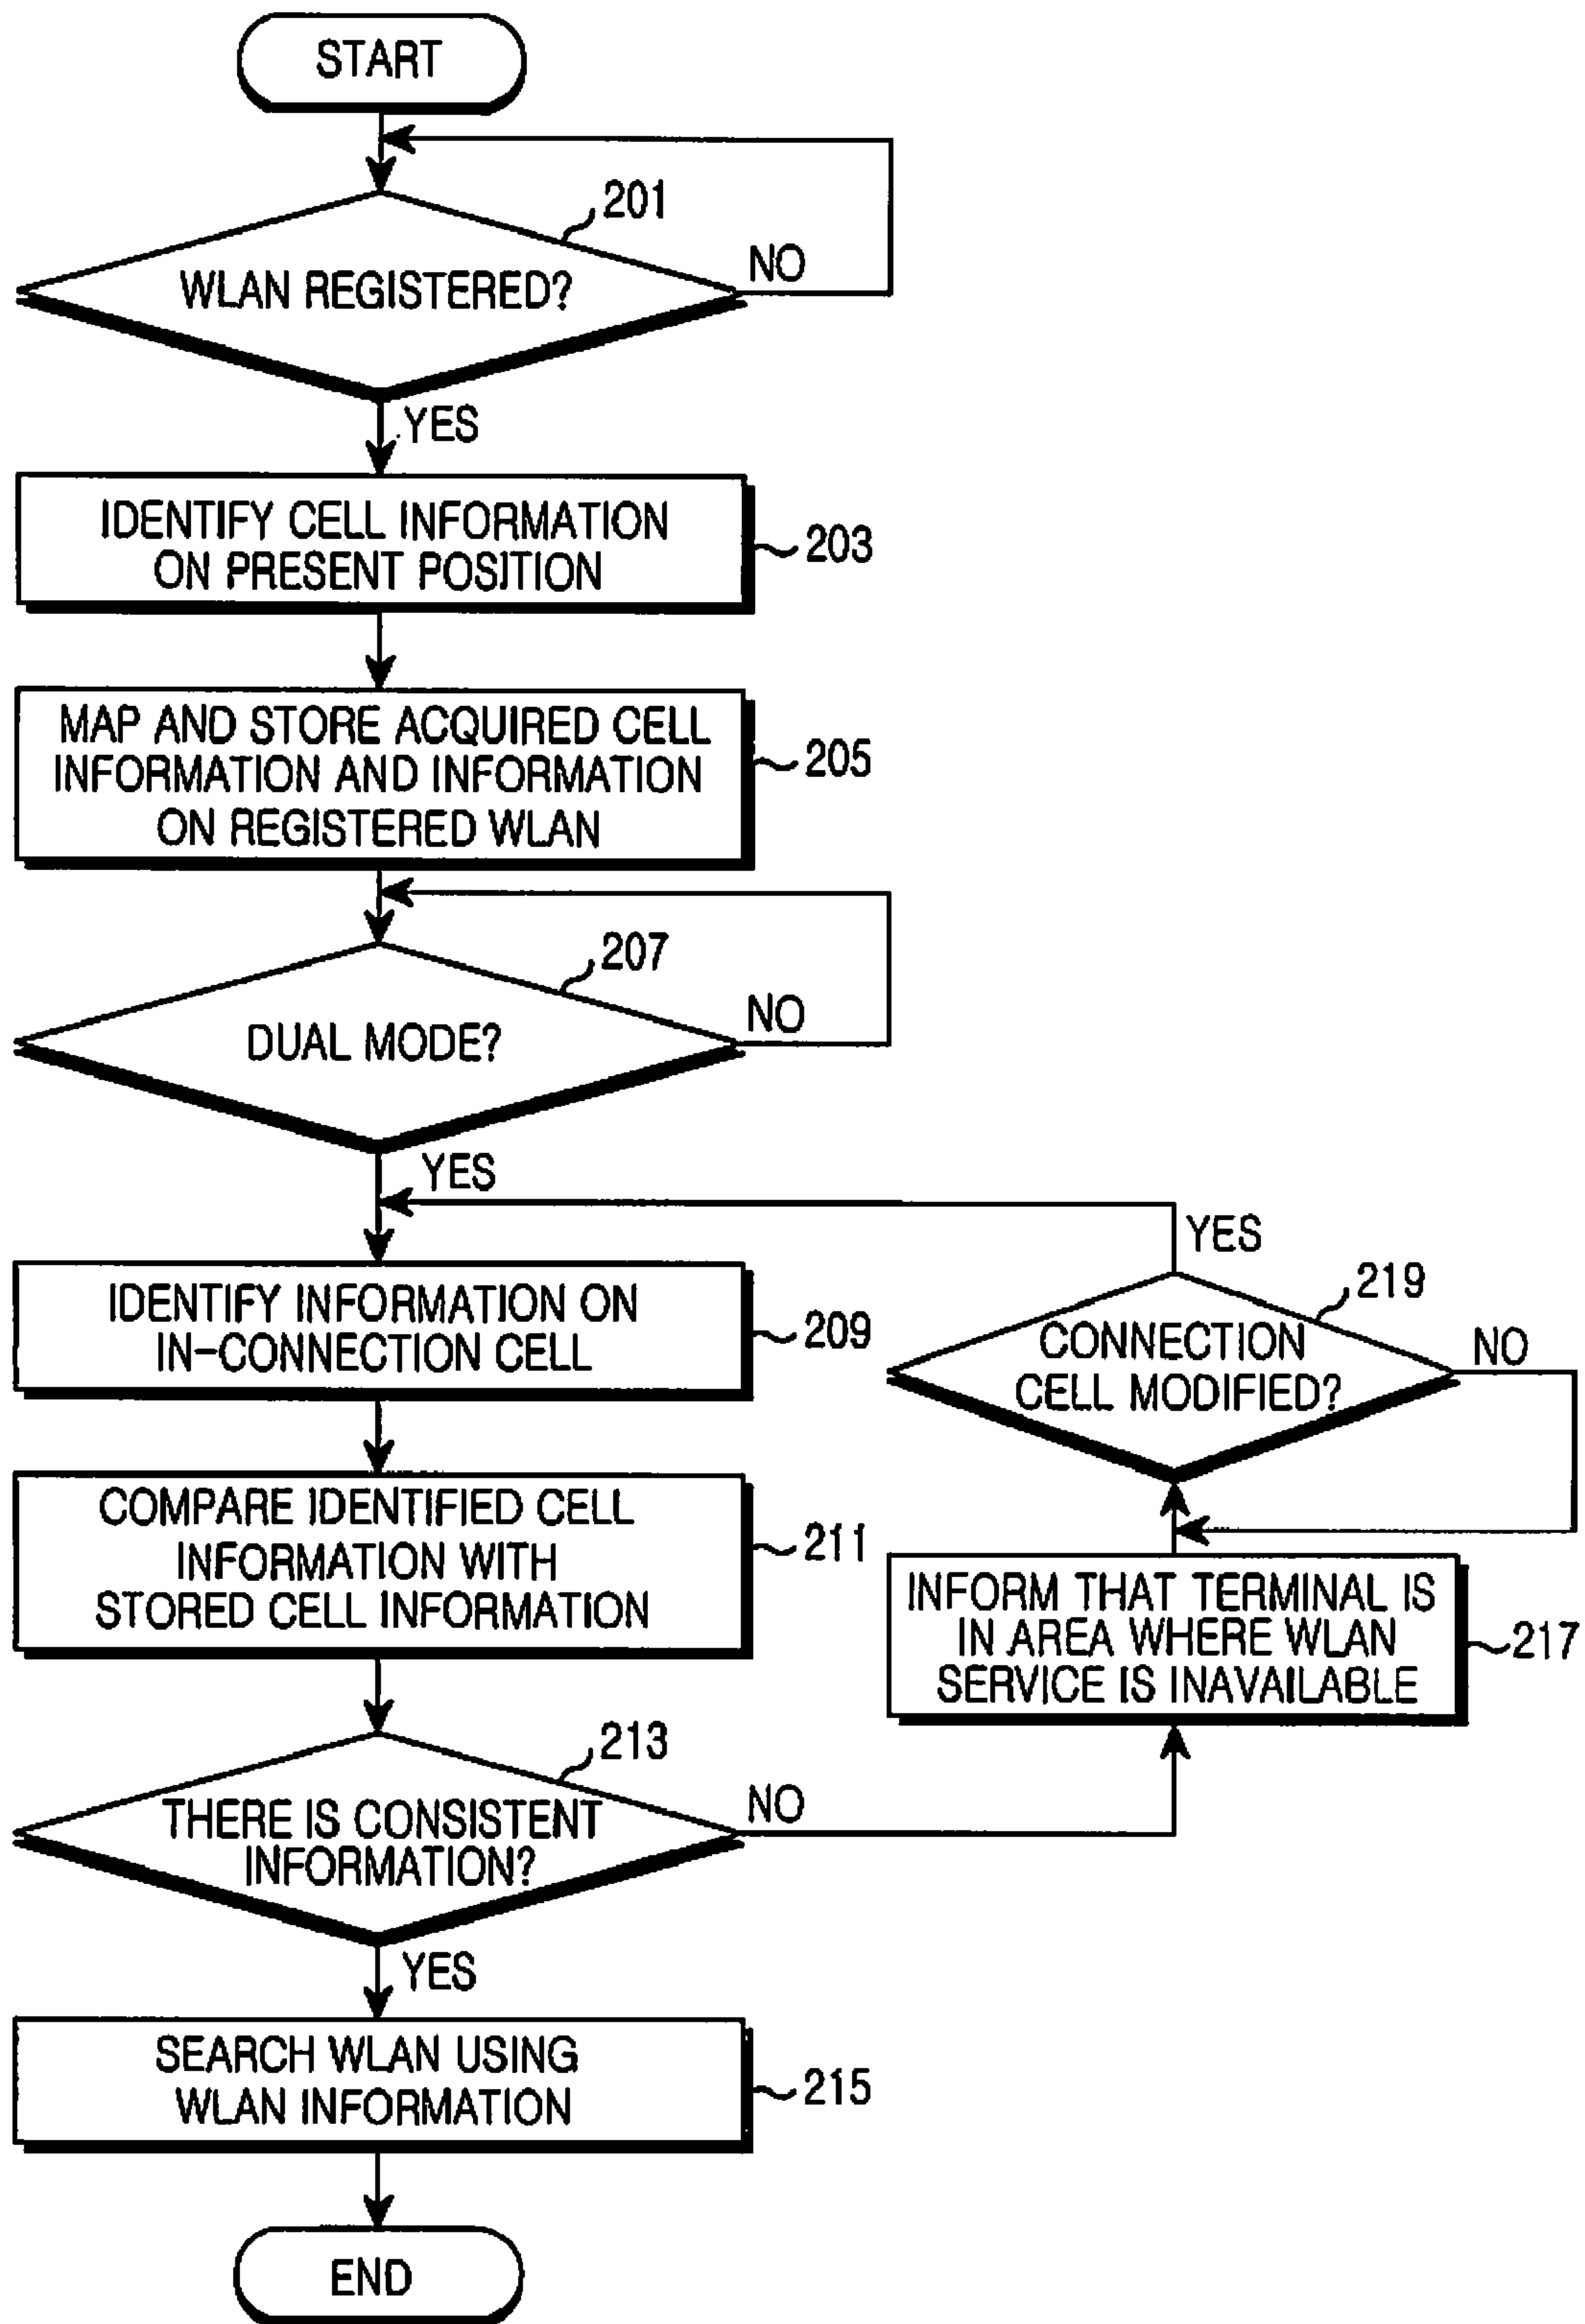 START
201
WLAN REGISTERED?
NO
YES
IDENTIFY CELL INFORMATION
ON PRESENT POSITION
203
MAP AND STORE ACQUIRED CELL
INFORMATION AND INFORMATION
ON REGISTERED WLAN
205
207
DUAL MODE?
NO
YES
IDENTIFY INFORMATION ON
IN-CONNECTION CELL
209
COMPARE IDENTIFIED CELL
INFORMATION WITH
STORED CELL INFORMATION
211
213
THERE IS CONSISTENT
INFORMATION?
NO
YES
SEARCH WLAN USING
WLAN INFORMATION
215
END
INFORM THAT TERMINAL IS
IN AREA WHERE WLAN
SERVICE IS INAVAILABLE
217
219
CONNECTION
CELL MODIFIED?
NO
YES